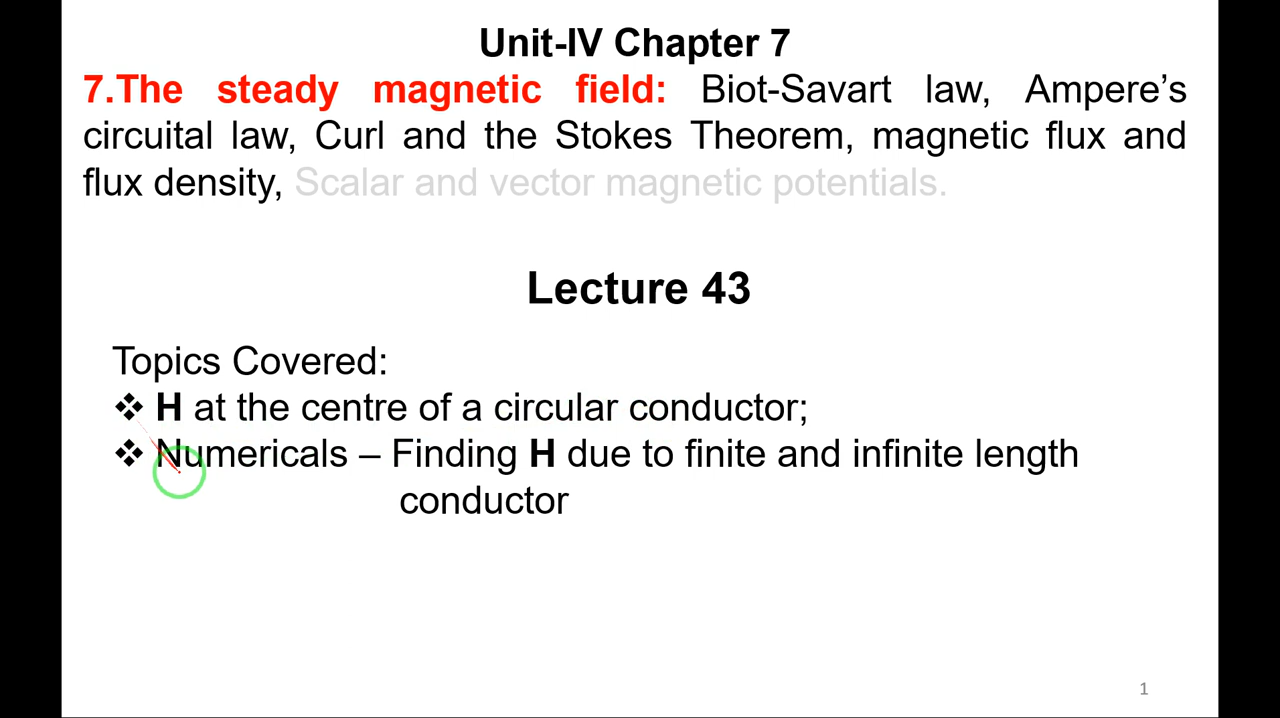 Unit-IV Chapter 7
7.The steady magnetic field: Biot-Savart law, Ampere’s
circuital law, Curl and the Stokes Theorem, magnetic flux and
flux density, Scalar and vector magnetic potentials.
Lecture 43
Topics Covered:
❖ H at the centre of a circular conductor;
❖ Numericals – Finding H due to finite and infinite length
conductor
1